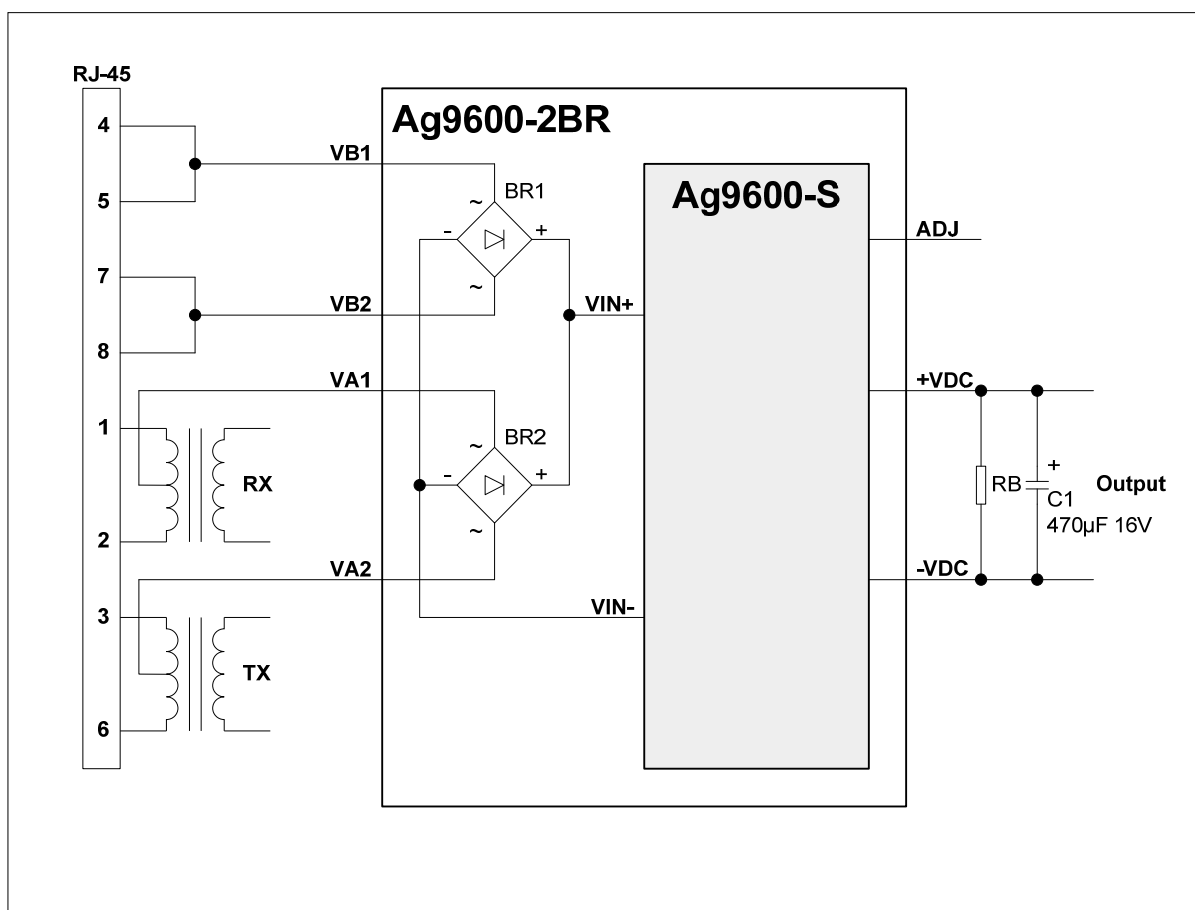 RJ-45
4
5
7
8
1
2
3
6
RX
TX
VB1
VB2
VA1
VA2
Ag9600-2BR
BR1
~
-
+
~
BR2
~
-
+
~
VIN+
VIN-
Ag9600-S
ADJ
+VDC
-VDC
RB
+
C1
470µF 16V
Output